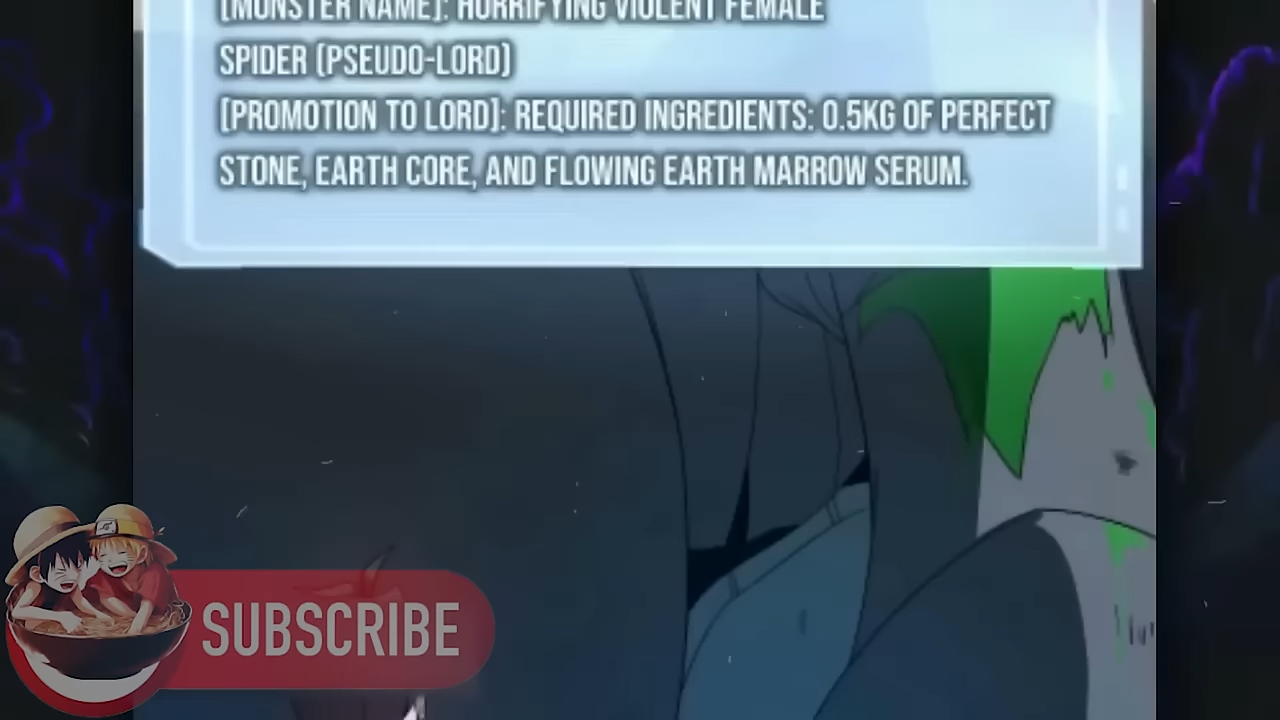 [MONSTER NAME]: HORRIFYING VIOLENT FEMALE
SPIDER (PSEUDO-LORD)
[PROMOTION TO LORD]: REQUIRED INGREDIENTS: 0.5KG OF PERFECT
STONE, EARTH CORE, AND FLOWING EARTH MARROW SERUM.
SUBSCRIBE